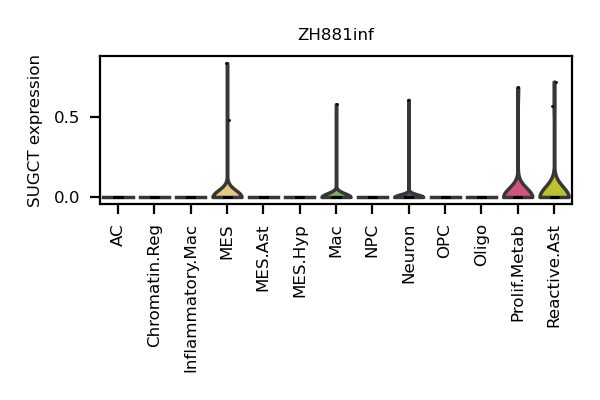 ZH881inf
SUGCT expression
0.5
0.0
AC
Chromatin.Reg
Inflammatory.Mac
MES
MES.Ast
MES.Hyp
Mac
NPC
Neuron
OPC
Oligo
Prolif.Metab
Reactive.Ast